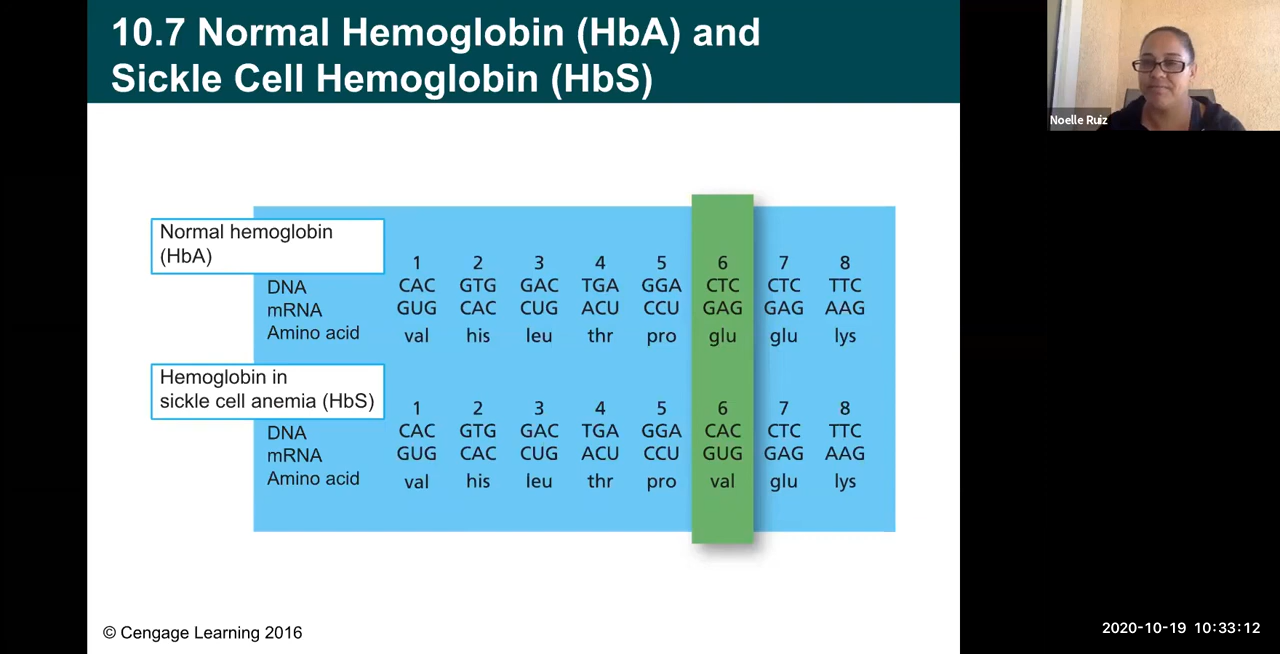 10.7 Normal Hemoglobin (HbA) and
Sickle Cell Hemoglobin (HbS)
Noelle Ruiz
Normal hemoglobin
(HbA)
1 2 3 4 5 6 7 8
DNA CAC GTG GAC TGA GGA CTC CTC TTC
mRNA GUG CAC CUG ACU CCU GAG GAG AAG
Amino acid val his leu thr pro glu glu lys
Hemoglobin in
sickle cell anemia (HbS)
1 2 3 4 5 6 7 8
DNA CAC GTG GAC TGA GGA CAC CTC TTC
mRNA GUG CAC CUG ACU CCU GUG GAG AAG
Amino acid val his leu thr pro val glu lys
© Cengage Learning 2016
2020-10-19 10:33:12